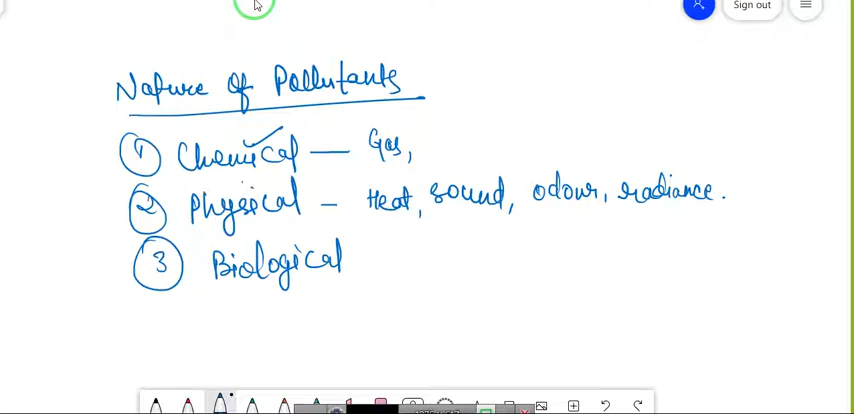 Sign out
Nature of Pollutants
1 Chemical — Gas,
2 Physical - Heat, sound, odour, radiance.
3 Biological